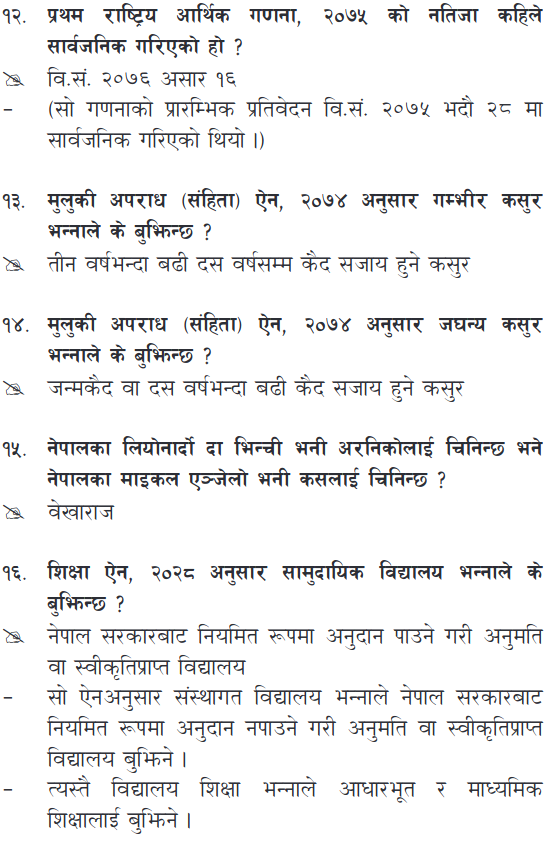 १२. प्रथम राष्ट्रिय आर्थिक गणना, २०७५ को नतिजा कहिले
सार्वजनिक गरिएको हो ?
वि.सं. २०७६ असार १६
– (सो गणनाको प्रारम्भिक प्रतिवेदन वि.सं. २०७५ भदौ २८ मा
सार्वजनिक गरिएको थियो ।)
१३. मुलुकी अपराध (संहिता) ऐन, २०७४ अनुसार गम्भीर कसुर
भन्नाले के बुझिन्छ ?
तीन वर्षभन्दा बढी दस वर्षसम्म कैद सजाय हुने कसुर
१४. मुलुकी अपराध (संहिता) ऐन, २०७४ अनुसार जघन्य कसुर
भन्नाले के बुझिन्छ ?
जन्मकैद वा दस वर्षभन्दा बढी कैद सजाय हुने कसुर
१५. नेपालका लियोनार्दो दा भिन्ची भनी अरनिकोलाई चिनिन्छ भने
नेपालका माइकल एञ्जेलो भनी कसलाई चिनिन्छ ?
वेखाराज
१६. शिक्षा ऐन, २०२८ अनुसार सामुदायिक विद्यालय भन्नाले के
बुझिन्छ ?
नेपाल सरकारबाट नियमित रूपमा अनुदान पाउने गरी अनुमति
वा स्वीकृतिप्राप्त विद्यालय
– सो ऐनअनुसार संस्थागत विद्यालय भन्नाले नेपाल सरकारबाट
नियमित रूपमा अनुदान नपाउने गरी अनुमति वा स्वीकृतिप्राप्त
विद्यालय बुझिने ।
– त्यस्तै विद्यालय शिक्षा भन्नाले आधारभूत र माध्यमिक
शिक्षालाई बुझिने ।